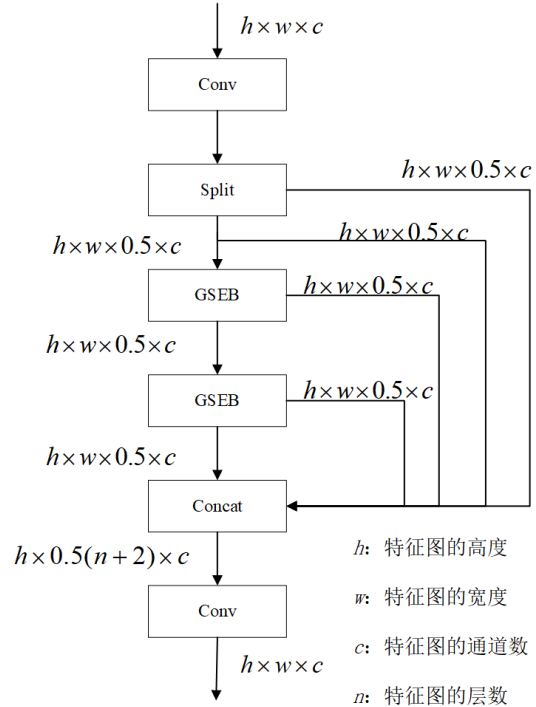 h×w×c
Conv
h×w×0.5×c
Split
h×w×0.5×c
h×w×0.5×c
GSEB
h×w×0.5×c
h×w×0.5×c
GSEB
h×w×0.5×c
h×w×0.5×c
Concat
h×0.5(n+2)×c
Conv
h×w×c
h: 特征图的高度
w: 特征图的宽度
c: 特征图的通道数
n: 特征图的层数